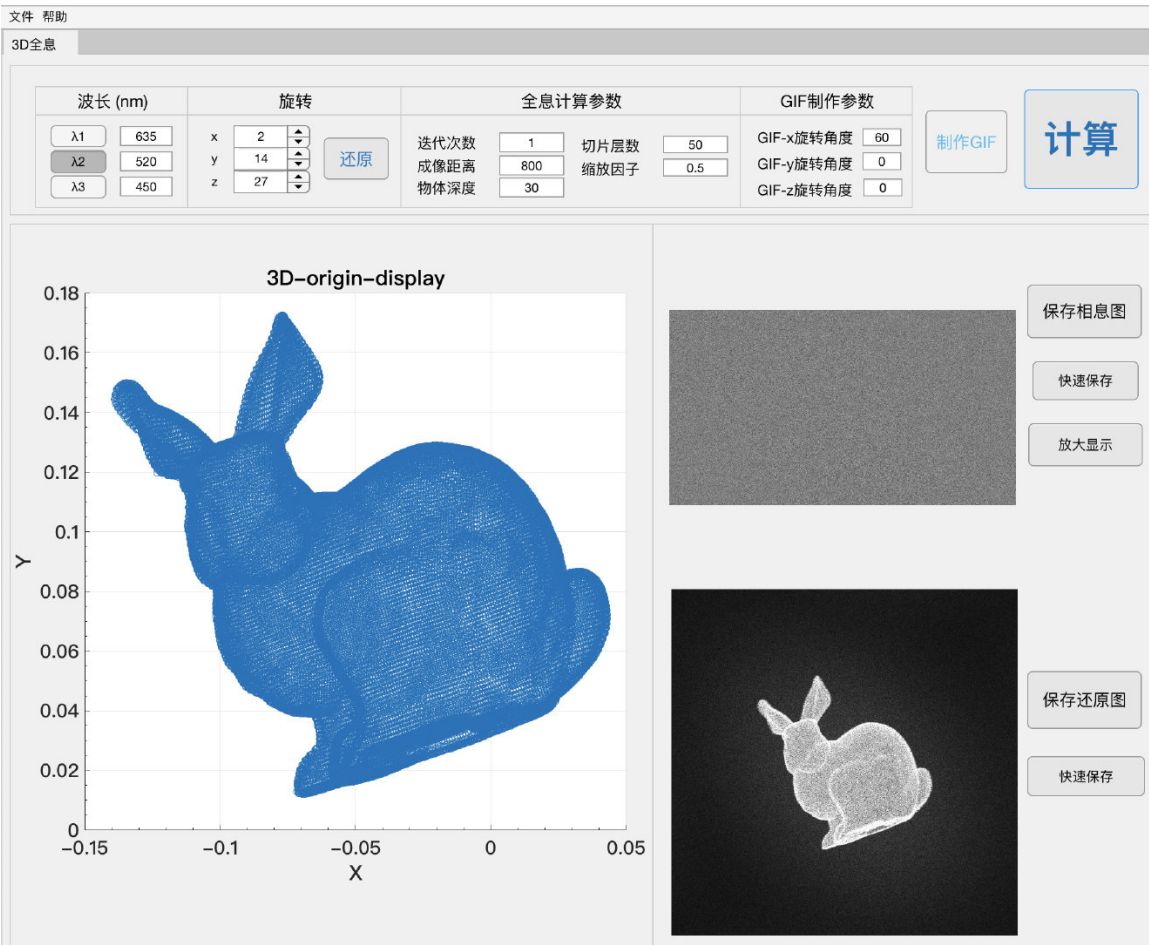 文件 帮助
3D全息
波长 (nm)
旋转
全息计算参数
GIF制作参数
λ1 635
λ2 520
λ3 450
x 2
y 14
z 27
还原
迭代次数 1
成像距离 800
物体深度 30
切片层数 50
缩放因子 0.5
GIF-x旋转角度 60
GIF-y旋转角度 0
GIF-z旋转角度 0
制作GIF
计算
3D-origin-display
0.18
0.16
0.14
0.12
0.1
0.08
0.06
0.04
0.02
0
Y
-0.15 -0.1 -0.05 0 0.05
X
保存相息图
快速保存
放大显示
保存还原图
快速保存